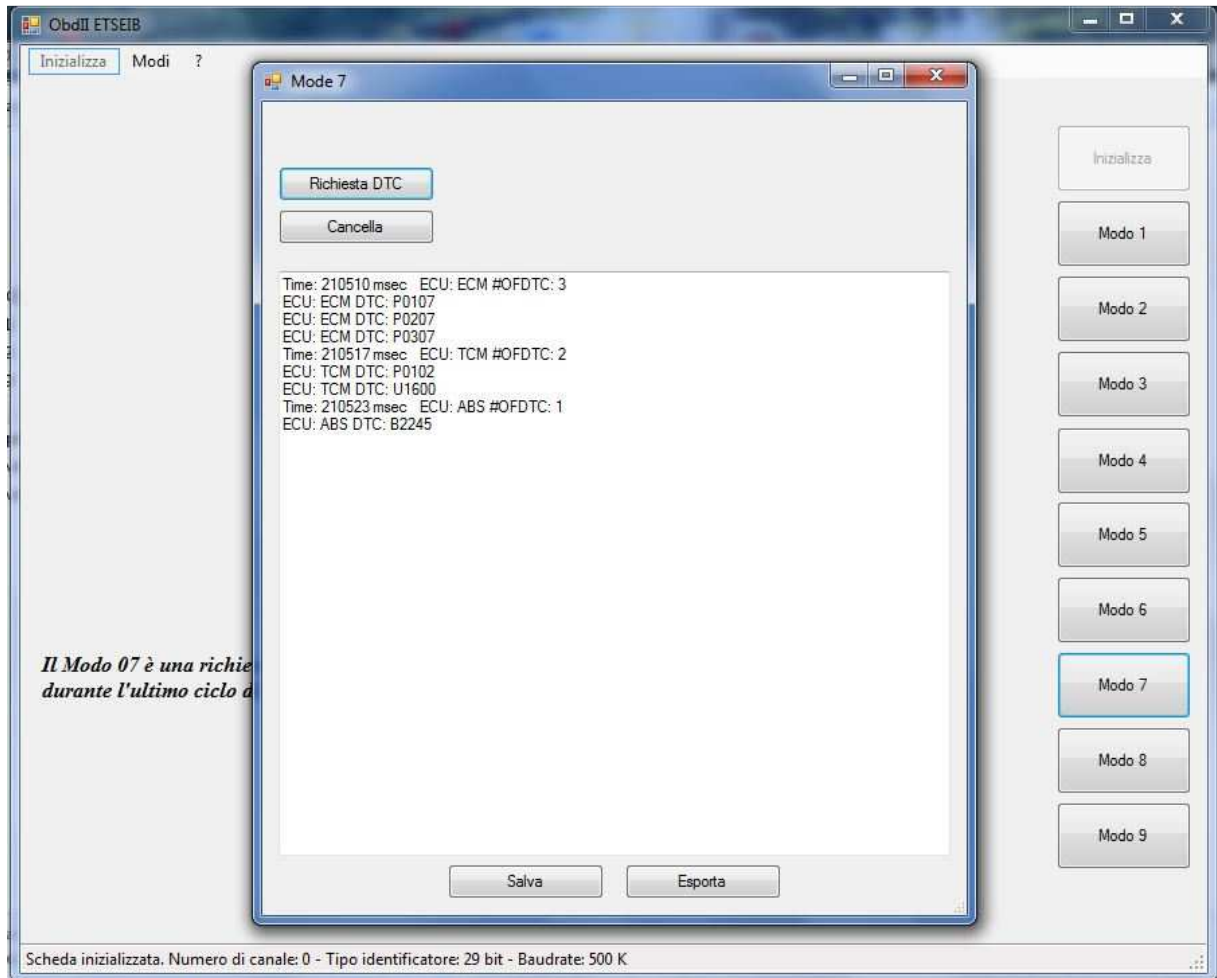 ObdII ETSEIB
Inizializza Modi ?
Mode 7
Richiesta DTC
Cancella
Time: 210510 msec ECU: ECM #OFDTC: 3
ECU: ECM DTC: P0107
ECU: ECM DTC: P0207
ECU: ECM DTC: P0307
Time: 210517 msec ECU: TCM #OFDTC: 2
ECU: TCM DTC: P0102
ECU: TCM DTC: U1600
Time: 210523 msec ECU: ABS #OFDTC: 1
ECU: ABS DTC: B2245
Salva Esporta
Il Modo 07 è una richie
durante l'ultimo ciclo d
Inizializza
Modo 1
Modo 2
Modo 3
Modo 4
Modo 5
Modo 6
Modo 7
Modo 8
Modo 9
Scheda inizializzata. Numero di canale: 0 - Tipo identificatore: 29 bit - Baudrate: 500 K